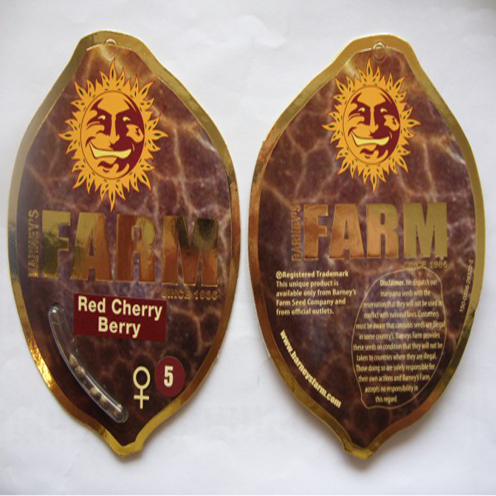 BARNEY'S
FARM
SINCE 1986
Red Cherry
Berry
5
BARNEY'S
FARM
SINCE 1986
®Registered Trademark
This unique product is
available only from Barney's
Farm Seed Company and
from official outlets.
www.barneysfarm.com
Disclaimer. We dispatch our
marijuana seeds with the
reservation that they will not be used in
conflict with national laws. Customers
must be aware that cannabis seeds are illegal
in some country's. Barneys Farm provides
these seeds on condition that they will not be
taken to countries where they are illegal.
Those doing so are solely responsible for
their own actions and Barney's Farm,
accepts no responsibility in
this regard